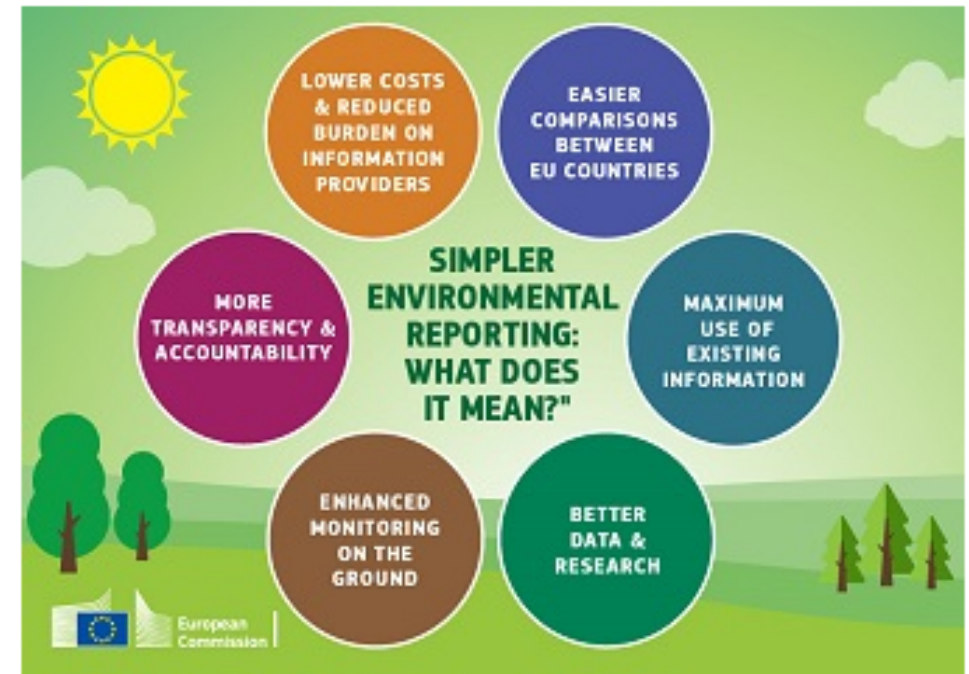 LOWER COSTS
& REDUCED
BURDEN ON
INFORMATION
PROVIDERS
EASIER
COMPARISONS
BETWEEN
EU COUNTRIES
SIMPLER
ENVIRONMENTAL
REPORTING:
WHAT DOES
IT MEAN?"
MORE
TRANSPARENCY &
ACCOUNTABILITY
MAXIMUM
USE OF
EXISTING
INFORMATION
ENHANCED
MONITORING
ON THE
GROUND
BETTER
DATA &
RESEARCH
European
Commission